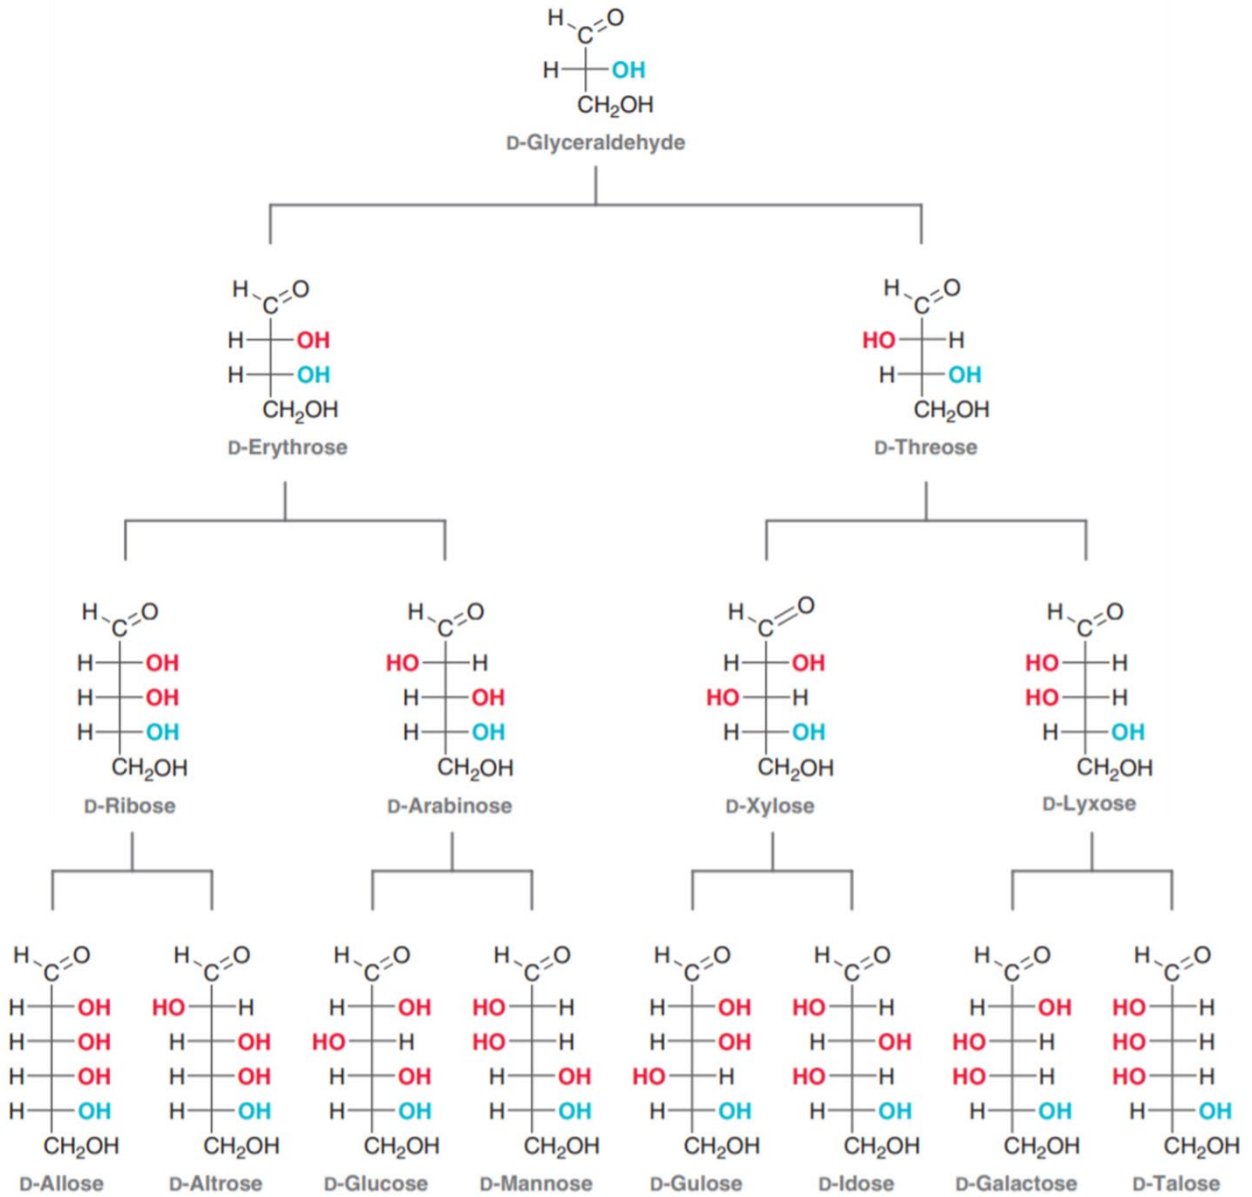 H C O
H OH
CH₂OH
D-Glyceraldehyde
H C O H C O
H OH HO H
H OH H OH
CH₂OH CH₂OH
D-Erythrose D-Threose
H C O H C O H C O H C O
H OH HO H H OH HO H
H OH H OH HO H HO H
H OH H OH H OH H OH
CH₂OH CH₂OH CH₂OH CH₂OH
D-Ribose D-Arabinose D-Xylose D-Lyxose
H C O H C O H C O H C O H C O H C O H C O H C O
H OH HO H H OH HO H H OH HO H H OH HO H
H OH H OH HO H HO H H OH H OH HO H HO H
H OH H OH H OH H OH HO H HO H HO H HO H
H OH H OH H OH H OH H OH H OH H OH H OH
CH₂OH CH₂OH CH₂OH CH₂OH CH₂OH CH₂OH CH₂OH CH₂OH
D-Allose D-Altrose D-Glucose D-Mannose D-Gulose D-Idose D-Galactose D-Talose